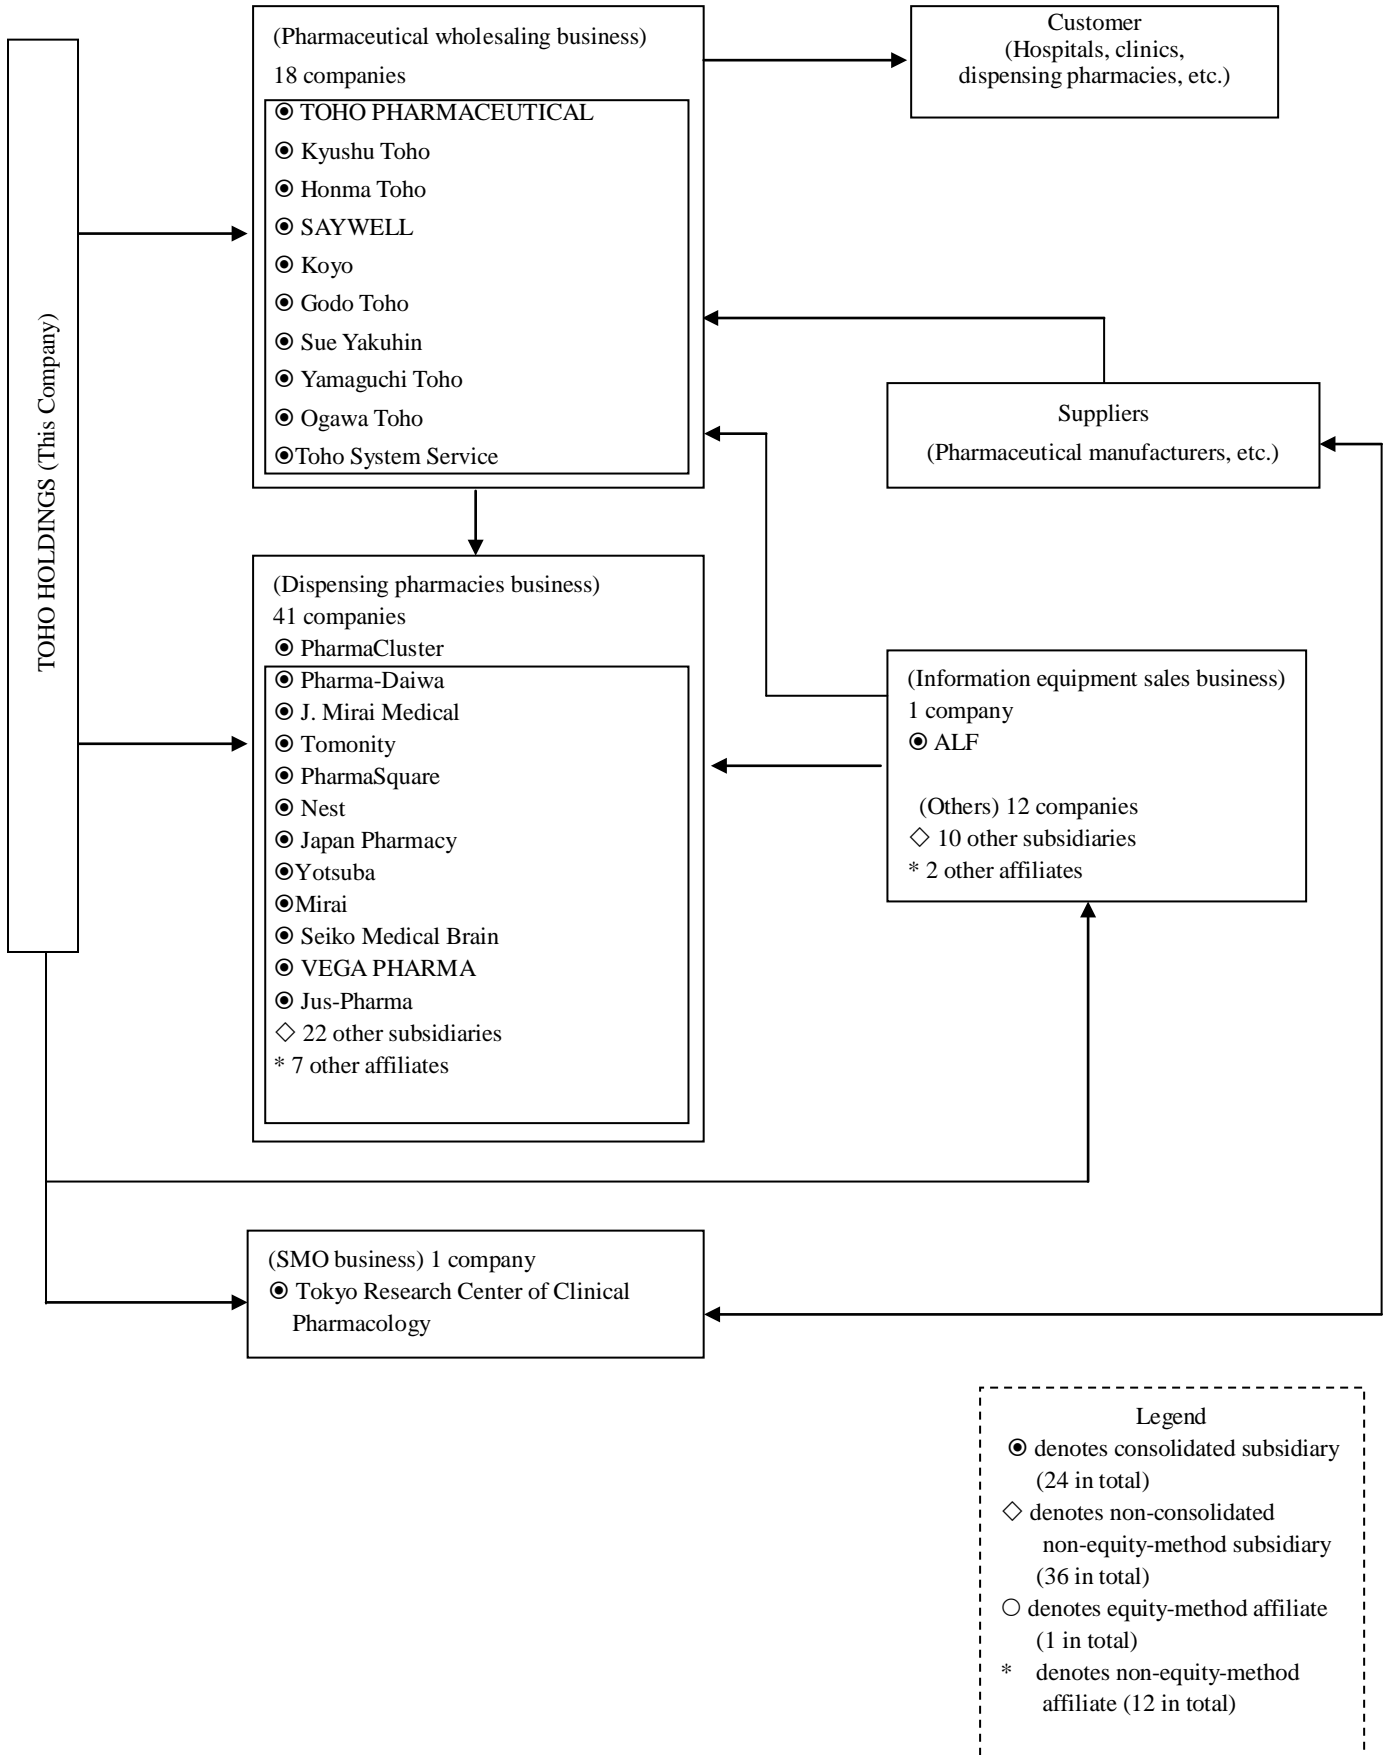 TOHO HOLDINGS (This Company)
(Pharmaceutical wholesaling business)
18 companies
◉ TOHO PHARMACEUTICAL
◉ Kyushu Toho
◉ Honma Toho
◉ SAYWELL
◉ Koyo
◉ Godo Toho
◉ Sue Yakuhin
◉ Yamaguchi Toho
◉ Ogawa Toho
◉Toho System Service
Customer
(Hospitals, clinics,
dispensing pharmacies, etc.)
Suppliers
(Pharmaceutical manufacturers, etc.)
(Dispensing pharmacies business)
41 companies
◉ PharmaCluster
◉ Pharma-Daiwa
◉ J. Mirai Medical
◉ Tomonity
◉ PharmaSquare
◉ Nest
◉ Japan Pharmacy
◉Yotsuba
◉Mirai
◉ Seiko Medical Brain
◉ VEGA PHARMA
◉ Jus-Pharma
◇ 22 other subsidiaries
* 7 other affiliates
(Information equipment sales business)
1 company
◉ ALF
(Others) 12 companies
◇ 10 other subsidiaries
* 2 other affiliates
(SMO business) 1 company
◉ Tokyo Research Center of Clinical
Pharmacology
Legend
◉ denotes consolidated subsidiary
(24 in total)
◇ denotes non-consolidated
non-equity-method subsidiary
(36 in total)
○ denotes equity-method affiliate
(1 in total)
* denotes non-equity-method
affiliate (12 in total)